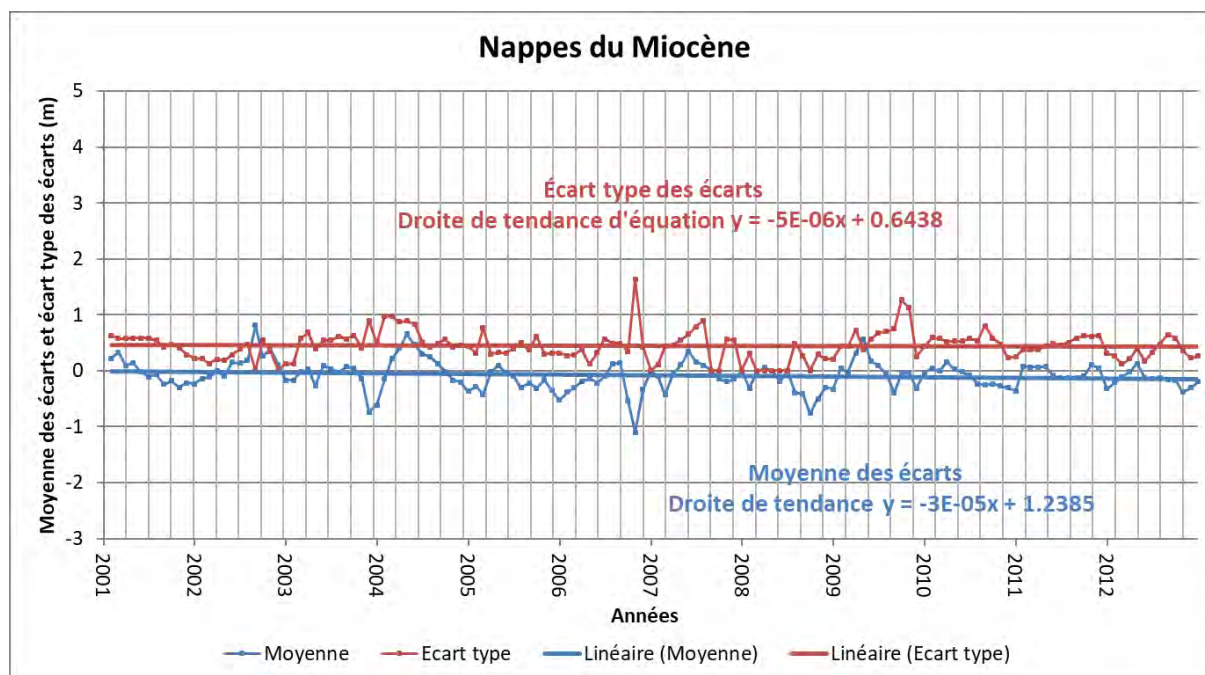 Nappes du Miocène
Moyenne des écarts et écart type des écarts (m)
5
4
3
2
1
0
-1
-2
-3
Écart type des écarts
Droite de tendance d'équation y = -5E-06x + 0.6438
Moyenne des écarts
Droite de tendance y = -3E-05x + 1.2385
2001 2002 2003 2004 2005 2006 2007 2008 2009 2010 2011 2012
Années
Moyenne Ecart type Linéaire (Moyenne) Linéaire (Ecart type)